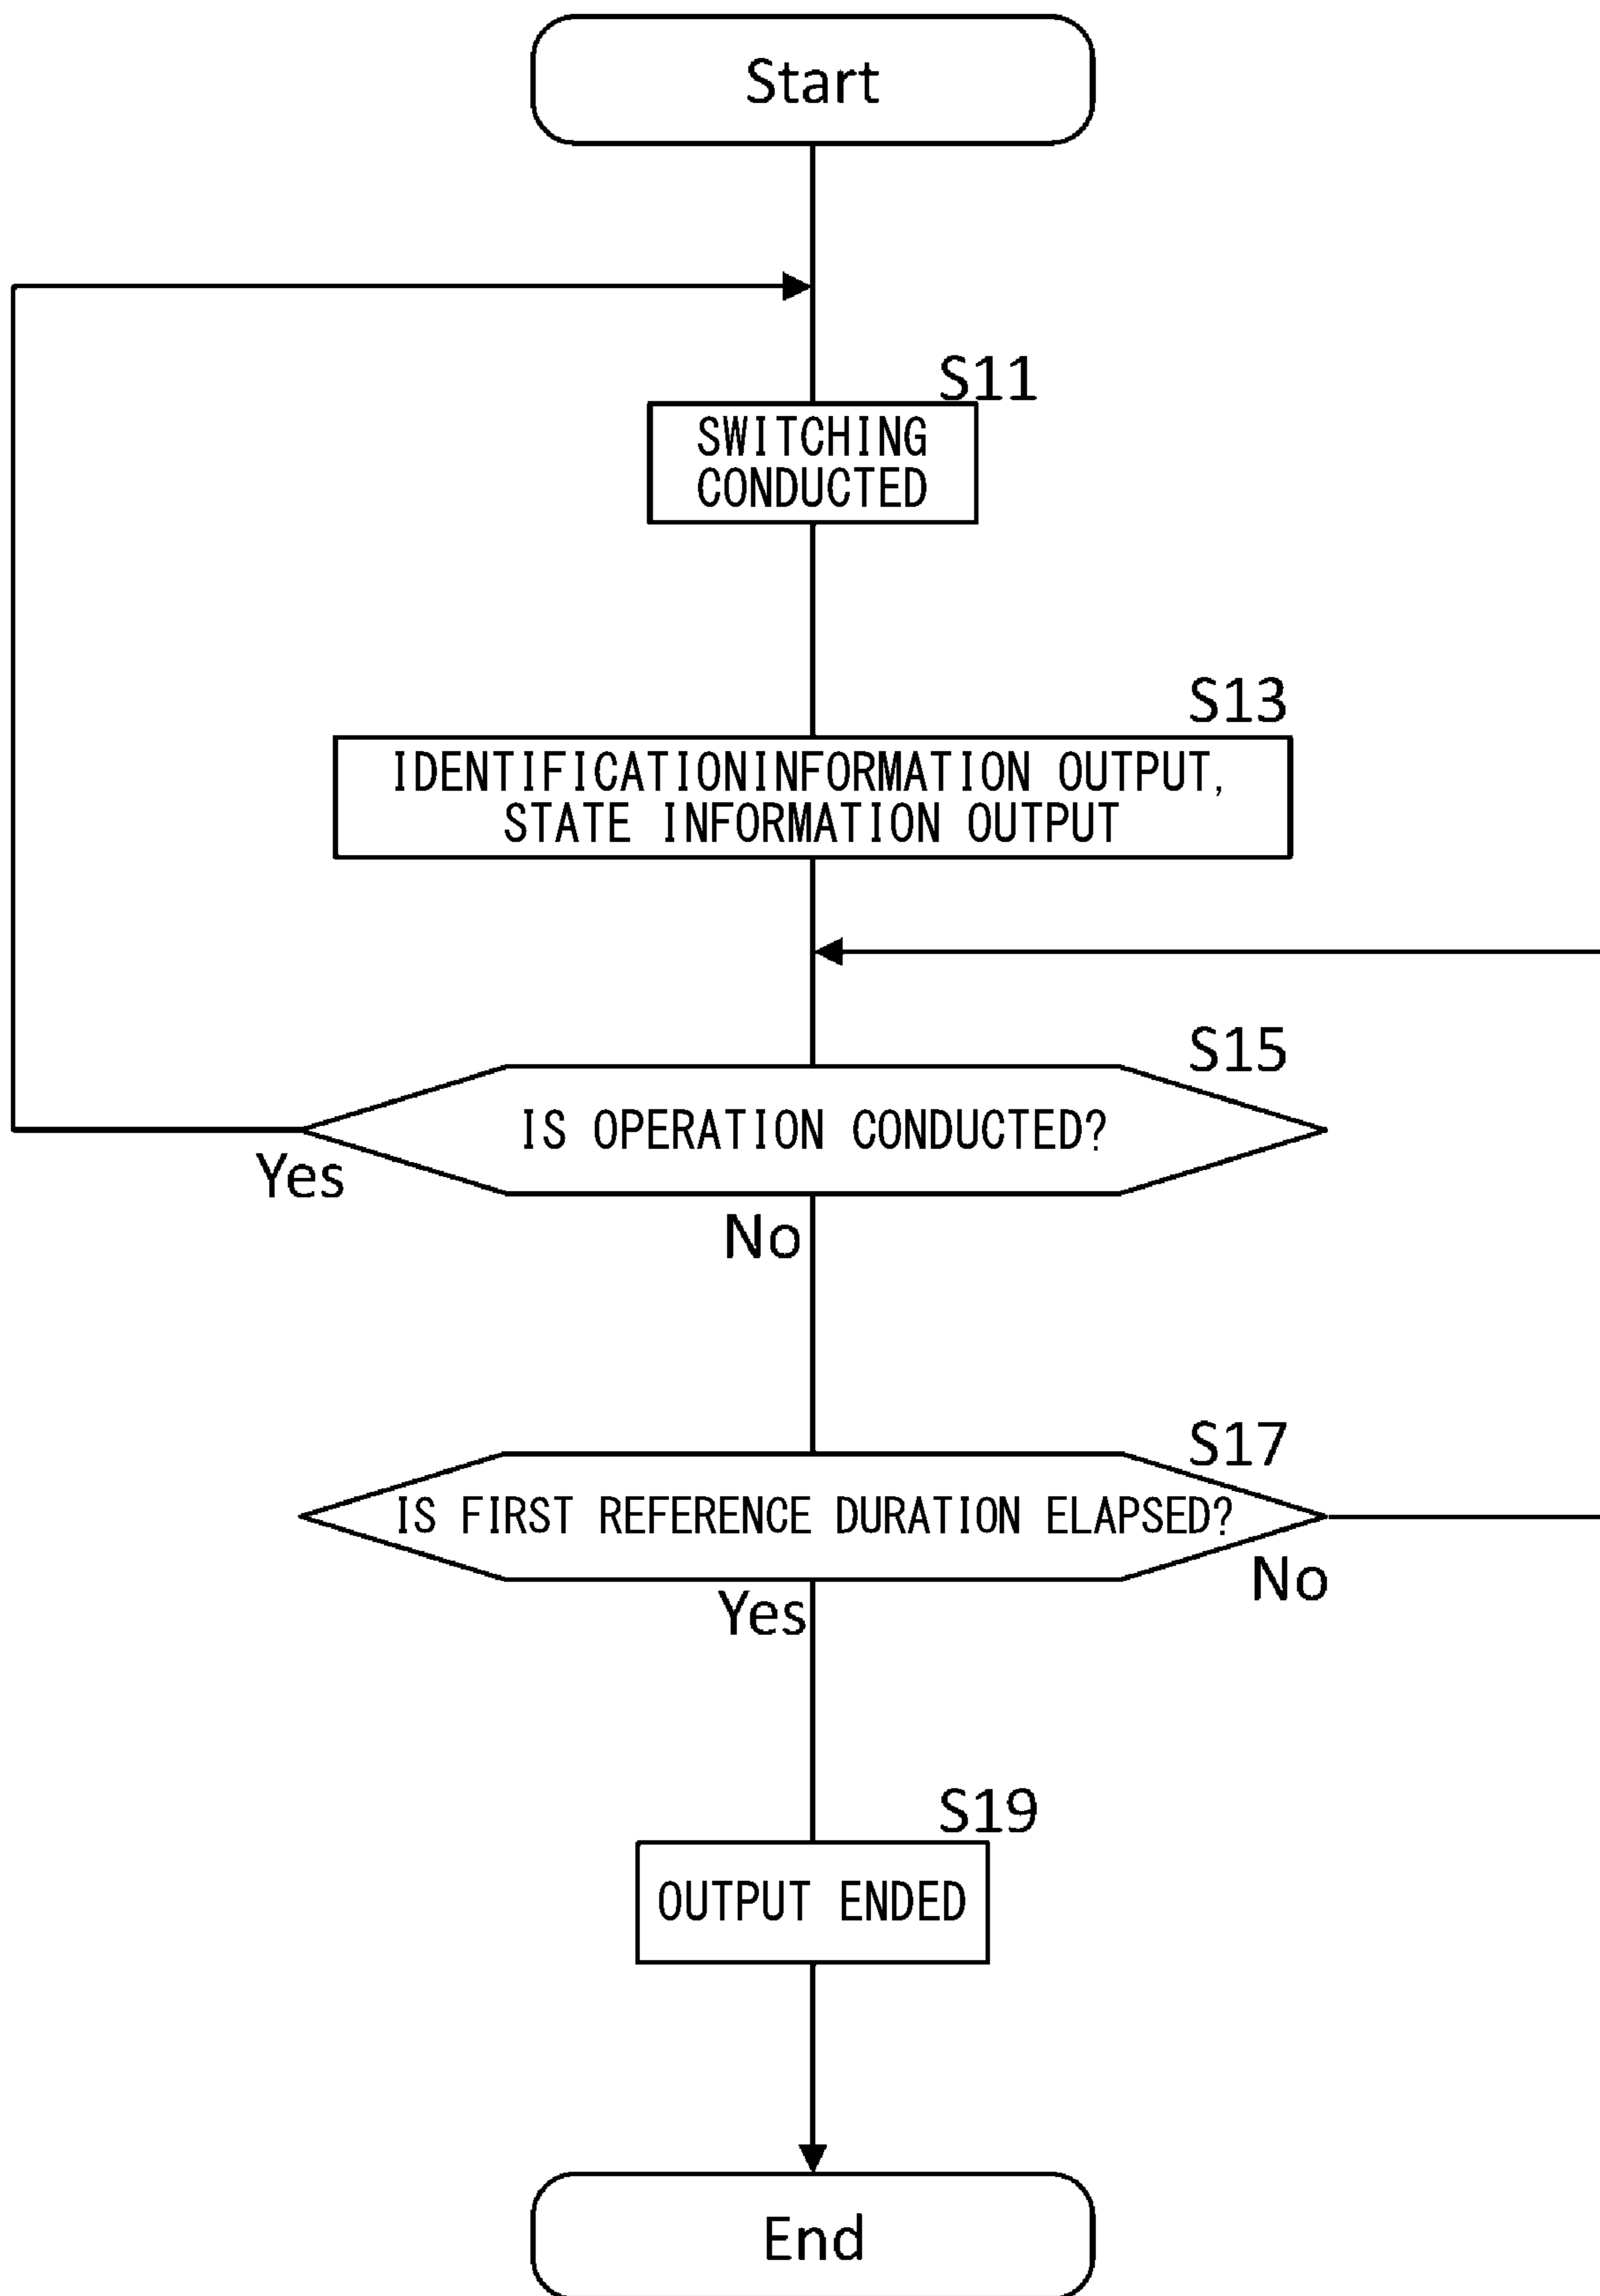 Start
S11
SWITCHING
CONDUCTED
S13
IDENTIFICATIONINFORMATION OUTPUT,
STATE INFORMATION OUTPUT
S15
IS OPERATION CONDUCTED?
Yes
No
S17
IS FIRST REFERENCE DURATION ELAPSED?
No
Yes
S19
OUTPUT ENDED
End